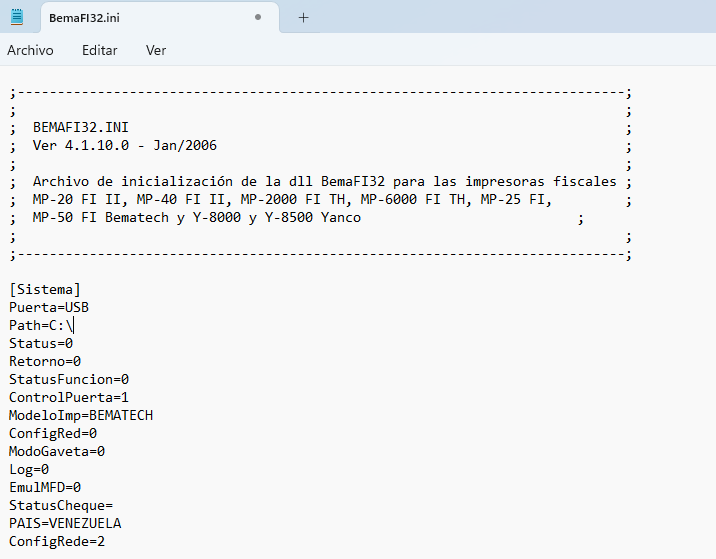 BemaFI32.ini
Archivo Editar Ver
;----------------------------------------------------------------------------;
; ;
; BEMAFI32.INI ;
; Ver 4.1.10.0 - Jan/2006 ;
; ;
; Archivo de inicialización de la dll BemaFI32 para las impresoras fiscales ;
; MP-20 FI II, MP-40 FI II, MP-2000 FI TH, MP-6000 FI TH, MP-25 FI, ;
; MP-50 FI Bematech y Y-8000 y Y-8500 Yanco ;
; ;
;----------------------------------------------------------------------------;
[Sistema]
Puerta=USB
Path=C:\
Status=0
Retorno=0
StatusFuncion=0
ControlPuerta=1
ModeloImp=BEMATECH
ConfigRed=0
ModoGaveta=0
Log=0
EmulMFD=0
StatusCheque=
PAIS=VENEZUELA
ConfigRede=2